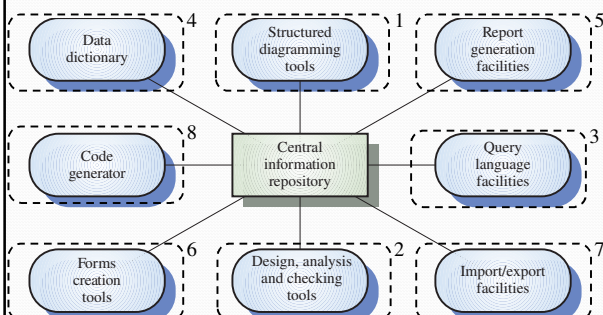 4
Data
dictionary
1
Structured
diagramming
tools
5
Report
generation
facilities
8
Code
generator
Central
information
repository
3
Query
language
facilities
6
Forms
creation
tools
2
Design, analysis
and checking
tools
7
Import/export
facilities